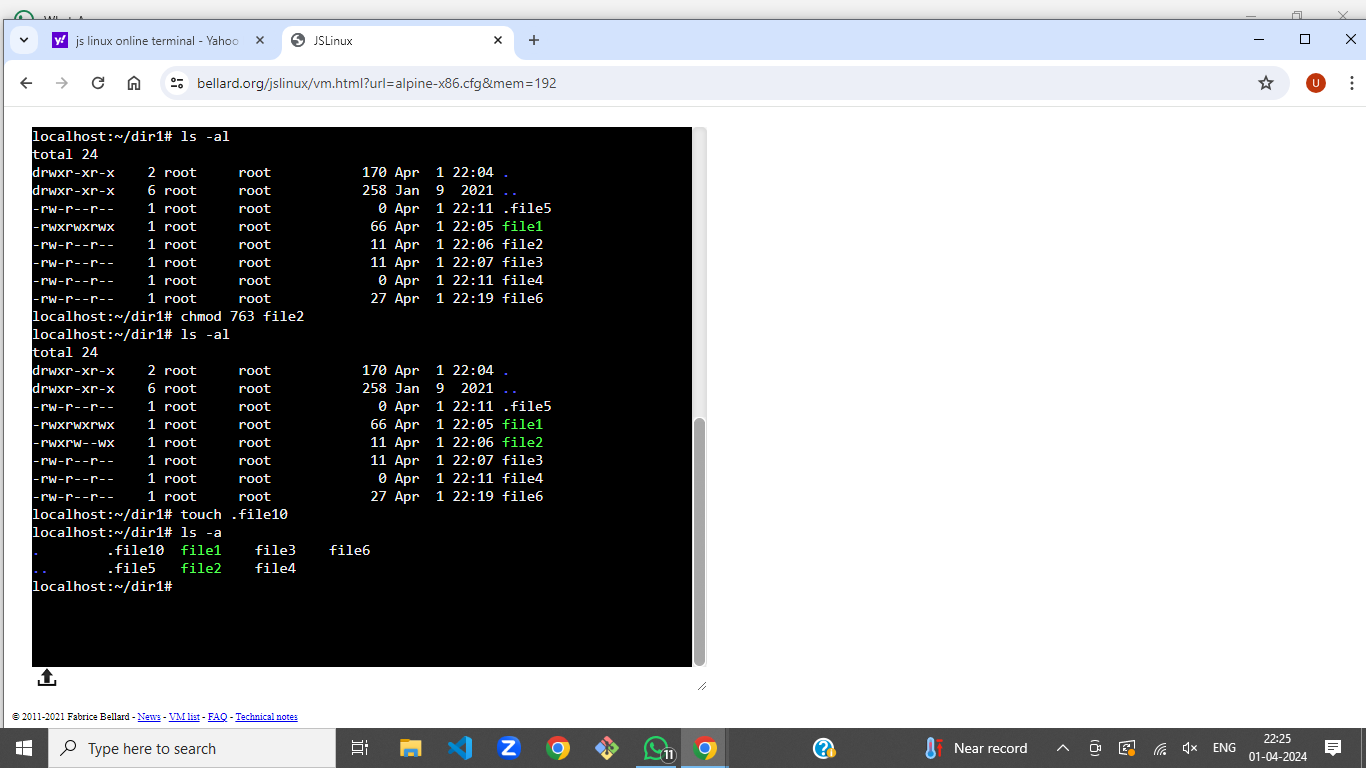 js linux online terminal - Yahoo
JSLinux
bellard.org/jslinux/vm.html?url=alpine-x86.cfg&mem=192
U
localhost:~/dir1# ls -al
total 24
drwxr-xr-x    2 root     root           170 Apr  1 22:04 .
drwxr-xr-x    6 root     root           258 Jan  9  2021 ..
-rw-r--r--    1 root     root             0 Apr  1 22:11 .file5
-rwxrwxrwx    1 root     root            66 Apr  1 22:05 file1
-rw-r--r--    1 root     root            11 Apr  1 22:06 file2
-rw-r--r--    1 root     root            11 Apr  1 22:07 file3
-rw-r--r--    1 root     root             0 Apr  1 22:11 file4
-rw-r--r--    1 root     root            27 Apr  1 22:19 file6
localhost:~/dir1# chmod 763 file2
localhost:~/dir1# ls -al
total 24
drwxr-xr-x    2 root     root           170 Apr  1 22:04 .
drwxr-xr-x    6 root     root           258 Jan  9  2021 ..
-rw-r--r--    1 root     root             0 Apr  1 22:11 .file5
-rwxrwxrwx    1 root     root            66 Apr  1 22:05 file1
-rwxrw--wx    1 root     root            11 Apr  1 22:06 file2
-rw-r--r--    1 root     root            11 Apr  1 22:07 file3
-rw-r--r--    1 root     root             0 Apr  1 22:11 file4
-rw-r--r--    1 root     root            27 Apr  1 22:19 file6
localhost:~/dir1# touch .file10
localhost:~/dir1# ls -a
.        .file10  file1    file3    file6
..       .file5   file2    file4
localhost:~/dir1#
© 2011-2021 Fabrice Bellard - News - VM list - FAQ - Technical notes
Type here to search
11
Near record
ENG
22:25
01-04-2024